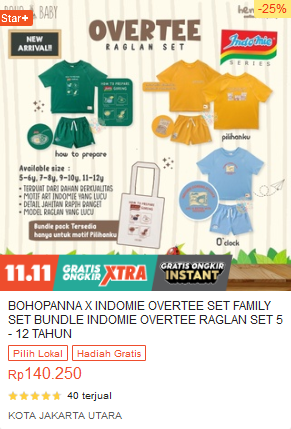 -25%
Star+
& BABY
OVERTEE
RAGLAN SET
NEW
ARRIVAL!!
Indomie
SERIES
HOW TO PREPARE
pilihanku
how to prepare
Available size :
5-6y, 7-8y, 9-10y, 11-12y
- TERBUAT DARI BAHAN BERKUALITAS
- MOTIF ART INDOMIE YANG LUCU
- DETAIL JAHITAN RAPIH BANGET
- MODEL RAGLAN YANG LUCU
Bundle pack Tersedia
hanya untuk motif Pilihanku
O'clock
11.11
GRATIS
ONGKIR
XTRA
GRATIS ONGKIR
INSTANT
BOHOPANNA X INDOMIE OVERTEE SET FAMILY
SET BUNDLE INDOMIE OVERTEE RAGLAN SET 5
- 12 TAHUN
Pilih Lokal
Hadiah Gratis
Rp140.250
40 terjual
KOTA JAKARTA UTARA